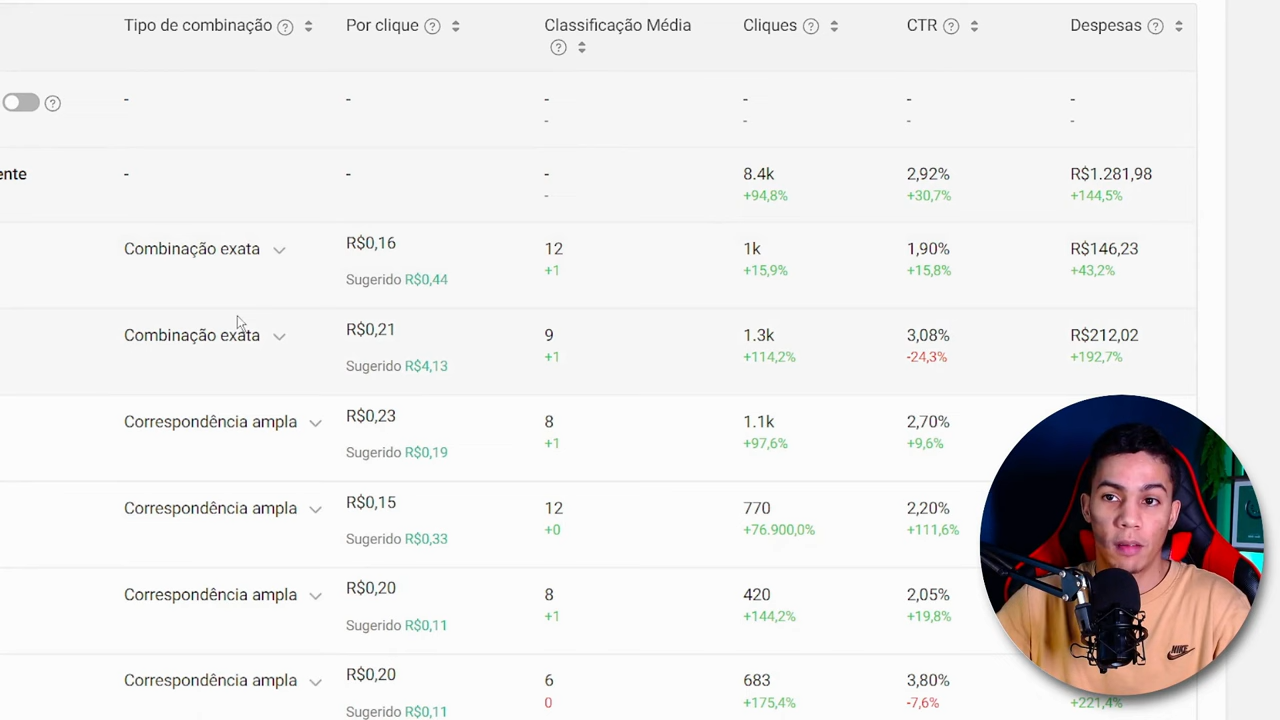 Tipo de combinação Por clique Classificação Média Cliques CTR Despesas
- - - - - -
- - - -
ente - - - 8.4k 2,92% R$1.281,98
- +94,8% +30,7% +144,5%
Combinação exata R$0,16 12 1k 1,90% R$146,23
Sugerido R$0,44 +1 +15,9% +15,8% +43,2%
Combinação exata R$0,21 9 1.3k 3,08% R$212,02
Sugerido R$4,13 +1 +114,2% -24,3% +192,7%
Correspondência ampla R$0,23 8 1.1k 2,70%
Sugerido R$0,19 +1 +97,6% +9,6%
Correspondência ampla R$0,15 12 770 2,20%
Sugerido R$0,33 +0 +76.900,0% +111,6%
Correspondência ampla R$0,20 8 420 2,05%
Sugerido R$0,11 +1 +144,2% +19,8%
Correspondência ampla R$0,20 6 683 3,80%
Sugerido R$0,11 0 +175,4% -7,6% +221,4%
NIKE